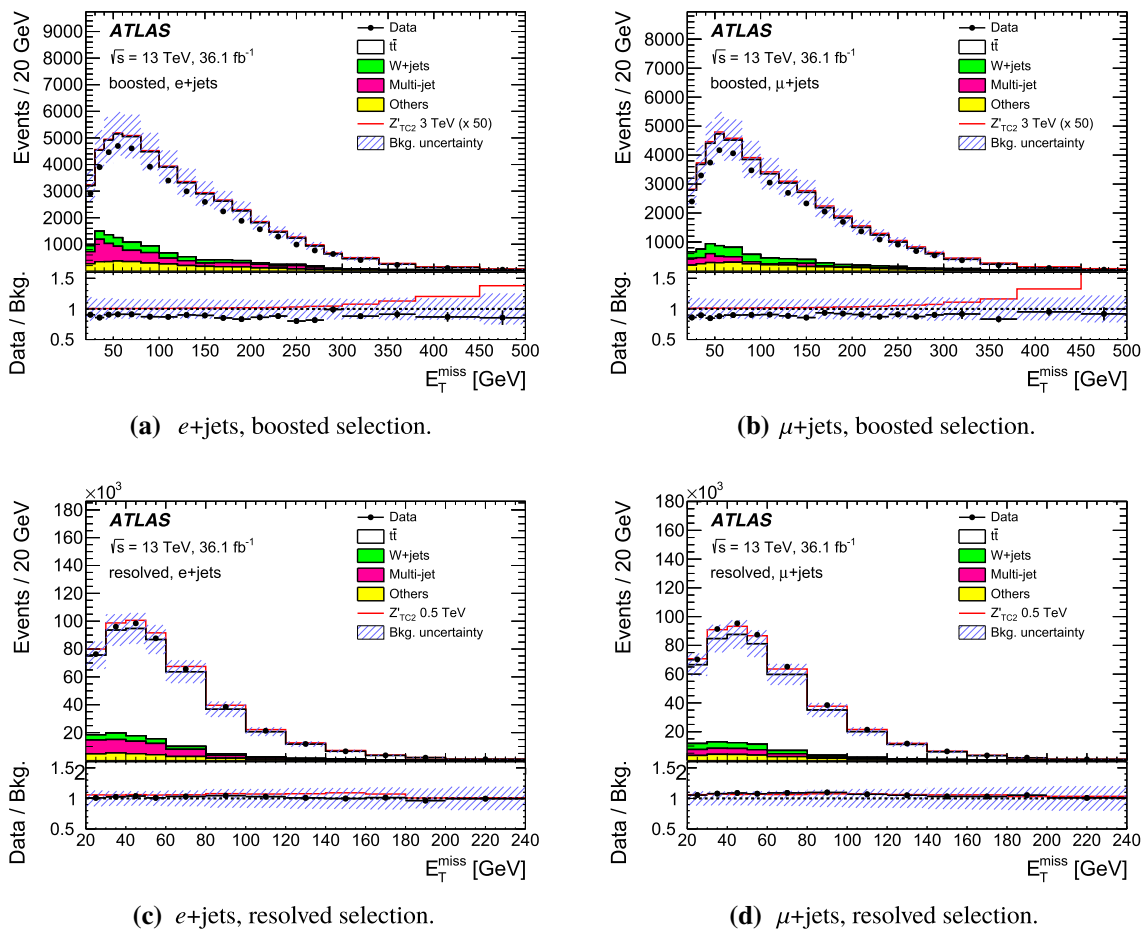 ATLAS
√s = 13 TeV, 36.1 fb⁻¹
boosted, e+jets
Data
tt̄
W+jets
Multi-jet
Others
Z'TC2 3 TeV (x 50)
Bkg. uncertainty
Events / 20 GeV
9000
8000
7000
6000
5000
4000
3000
2000
1000
Data / Bkg.
1.5
1
0.5
50 100 150 200 250 300 350 400 450 500
E_T^miss [GeV]
(a) e+jets, boosted selection.
ATLAS
√s = 13 TeV, 36.1 fb⁻¹
boosted, μ+jets
Data
tt̄
W+jets
Multi-jet
Others
Z'TC2 3 TeV (x 50)
Bkg. uncertainty
Events / 20 GeV
8000
7000
6000
5000
4000
3000
2000
1000
Data / Bkg.
1.5
1
0.5
50 100 150 200 250 300 350 400 450 500
E_T^miss [GeV]
(b) μ+jets, boosted selection.
×10³
ATLAS
√s = 13 TeV, 36.1 fb⁻¹
resolved, e+jets
Data
tt̄
W+jets
Multi-jet
Others
Z'TC2 0.5 TeV
Bkg. uncertainty
Events / 20 GeV
180
160
140
120
100
80
60
40
20
Data / Bkg.
1.5
2
1
0.5
20 40 60 80 100 120 140 160 180 200 220 240
E_T^miss [GeV]
(c) e+jets, resolved selection.
×10³
ATLAS
√s = 13 TeV, 36.1 fb⁻¹
resolved, μ+jets
Data
tt̄
W+jets
Multi-jet
Others
Z'TC2 0.5 TeV
Bkg. uncertainty
Events / 20 GeV
180
160
140
120
100
80
60
40
20
Data / Bkg.
1.5
2
1
0.5
20 40 60 80 100 120 140 160 180 200 220 240
E_T^miss [GeV]
(d) μ+jets, resolved selection.